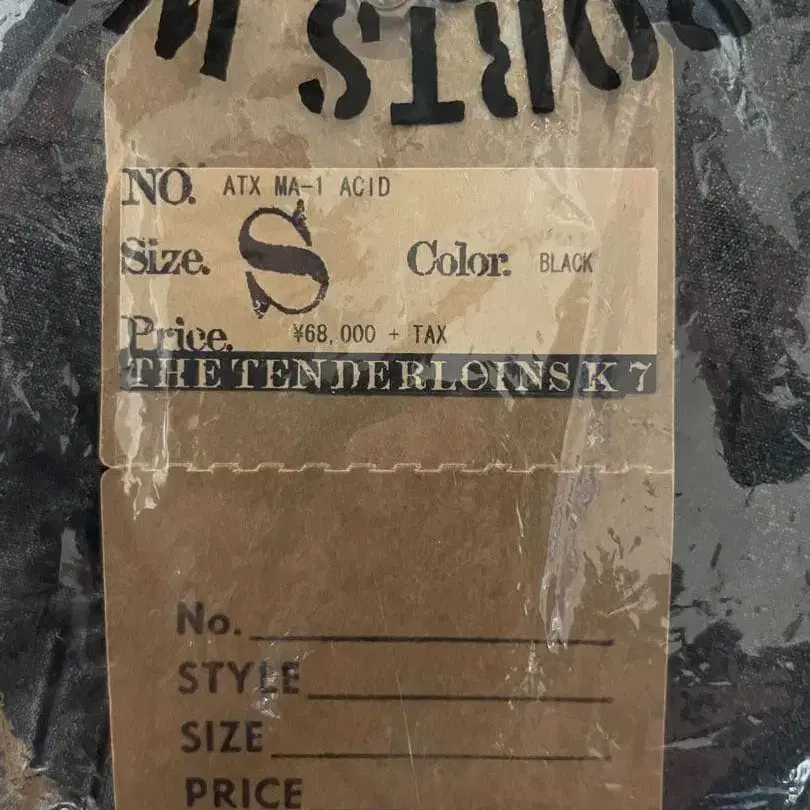 SPORTS
NO. ATX MA-1 ACID
Size. S Color. BLACK
Price. ¥68,000 + TAX
THE TENDERLOINS K 7
No.
STYLE
SIZE
PRICE